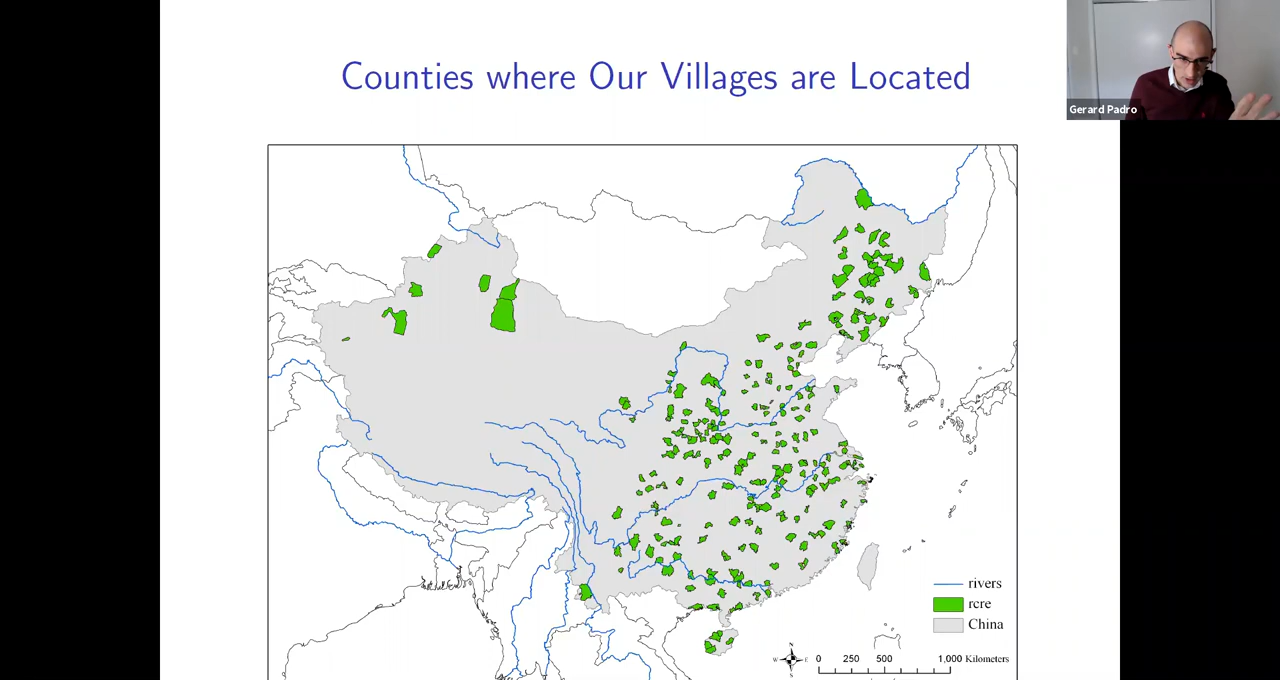 Counties where Our Villages are Located
Gerard Padro
rivers
rcre
China
N
W E
S
0 250 500 1,000 Kilometers